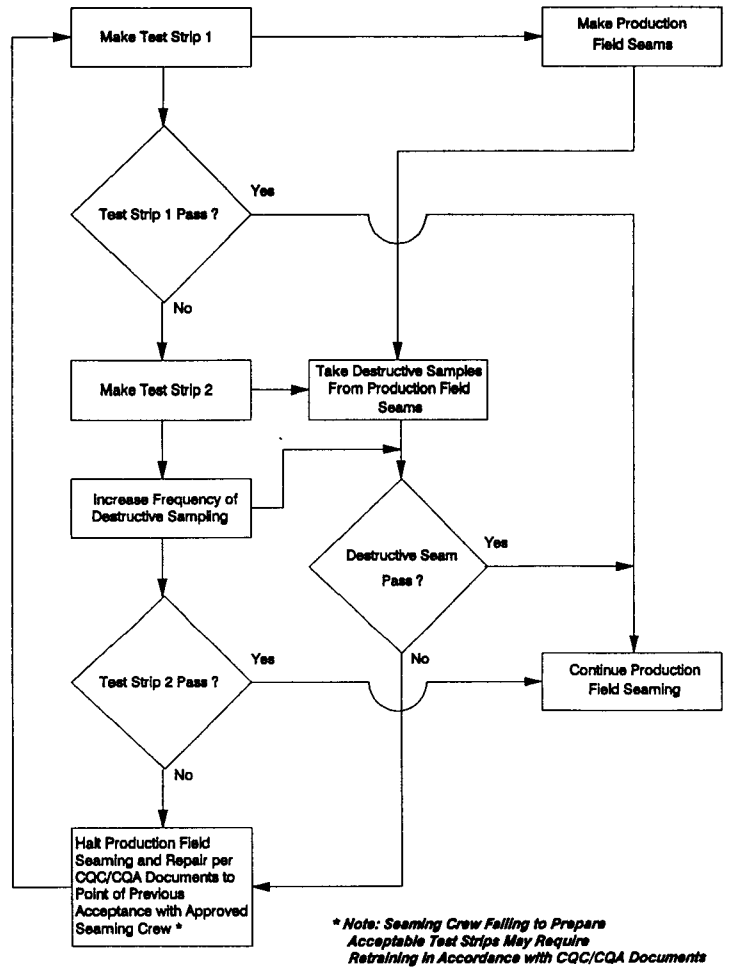 Make Test Strip 1
Make Production
Field Seams
Test Strip 1 Pass ?
Yes
No
Make Test Strip 2
Take Destructive Samples
From Production Field
Seams
Increase Frequency of
Destructive Sampling
Destructive Seam
Pass ?
Yes
No
Test Strip 2 Pass ?
Yes
No
Continue Production
Field Seaming
Halt Production Field
Seaming and Repair per
CQC/CQA Documents to
Point of Previous
Acceptance with Approved
Seaming Crew *
* Note: Seaming Crew Failing to Prepare
Acceptable Test Strips May Require
Retraining in Accordance with CQC/CQA Documents